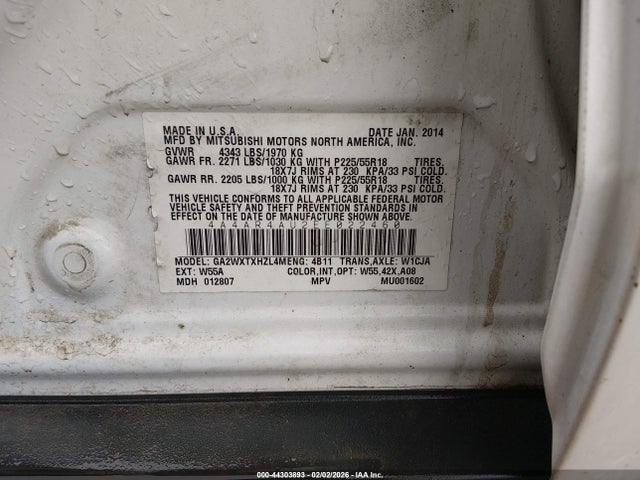 MADE IN U.S.A. DATE JAN. 2014
MFD BY MITSUBISHI MOTORS NORTH AMERICA, INC.
GVWR 4343 LBS/1970 KG
GAWR FR. 2271 LBS/1030 KG WITH P225/55R18 TIRES.
18X7J RIMS AT 230 KPA/33 PSI COLD.
GAWR RR. 2205 LBS/1000 KG WITH P225/55R18 TIRES.
18X7J RIMS AT 230 KPA/33 PSI COLD.
THIS VEHICLE CONFORMS TO ALL APPLICABLE FEDERAL MOTOR
VEHICLE SAFETY AND THEFT PREVENTION STANDARDS IN
EFFECT ON THE DATE OF MANUFACTURE SHOWN ABOVE.
4A4AR4AU2EE022460
MODEL: GA2WXTXHZL4MENG: 4B11 TRANS,AXLE: W1CJA
EXT: W55A COLOR,INT,OPT: W55,42X,A08
MDH 012807 MPV MU001602
000-44303893 - 02/02/2026 - IAA Inc.